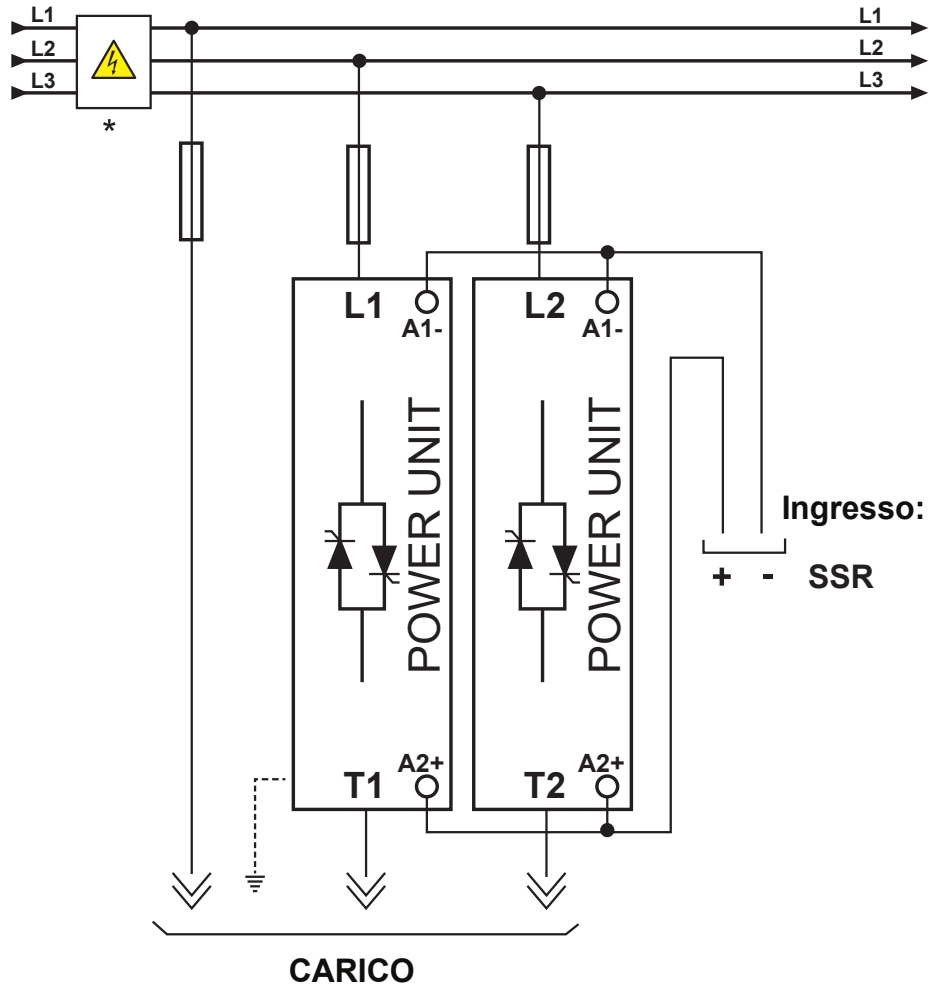 L1 L1
L2 L2
L3 L3
*
L1 L2
A1- A1-
POWER UNIT
POWER UNIT
Ingresso:
+ - SSR
A2+ A2+
T1 T2
CARICO